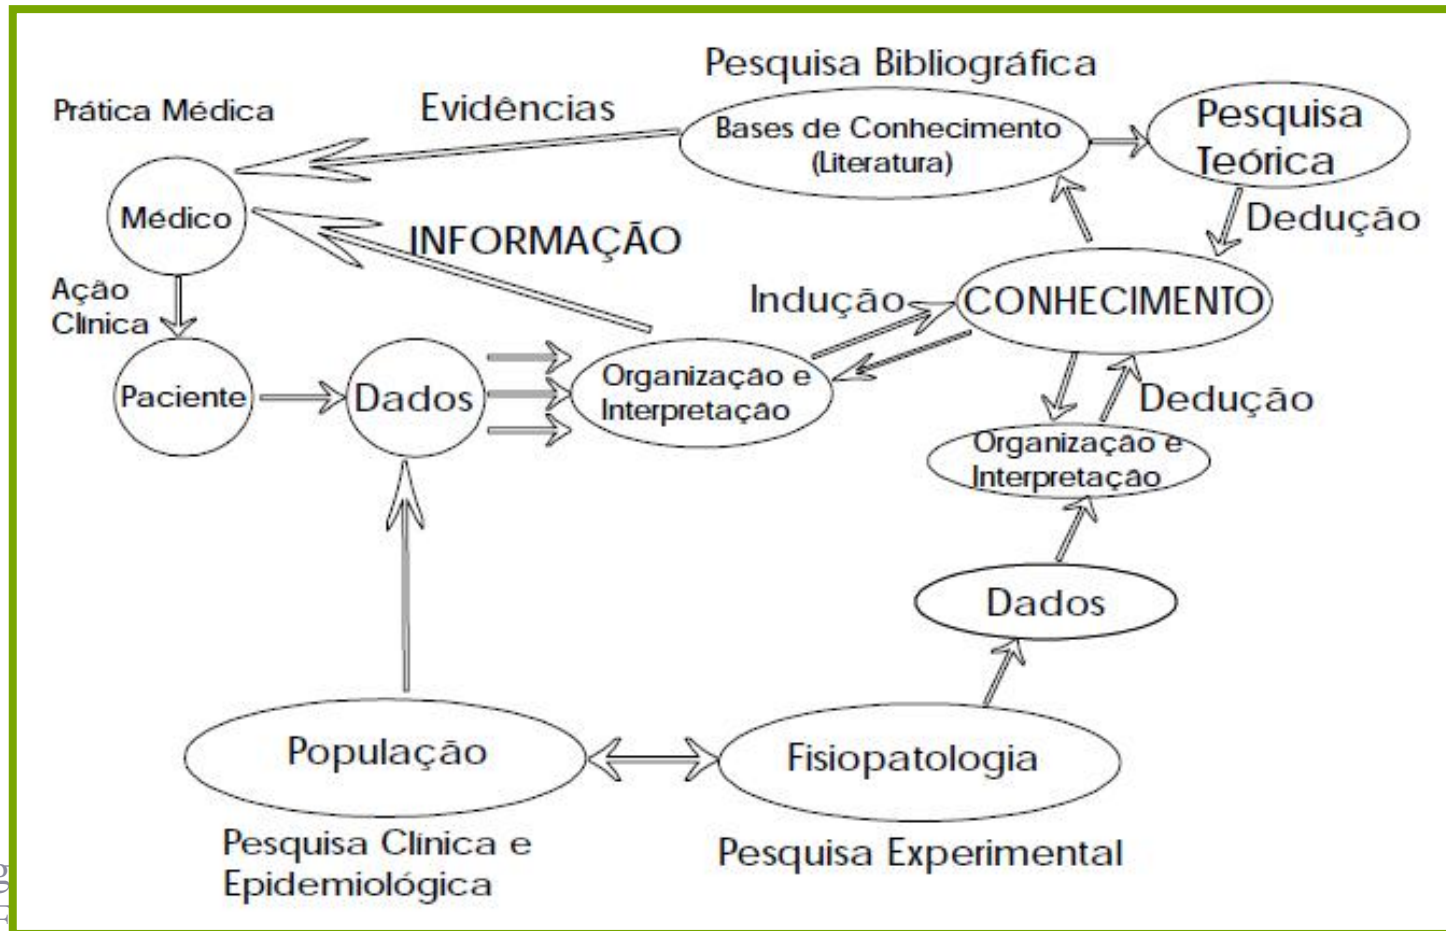 Pesquisa Bibliográfica
Prática Médica
Evidências
Bases de Conhecimento
(Literatura)
Pesquisa
Teórica
Médico
INFORMAÇÃO
Dedução
Ação
Clínica
Indução
CONHECIMENTO
Paciente
Dados
Organização e
Interpretação
Dedução
Organização e
Interpretação
Dados
População
Fisiopatologia
Pesquisa Clínica e
Epidemiológica
Pesquisa Experimental